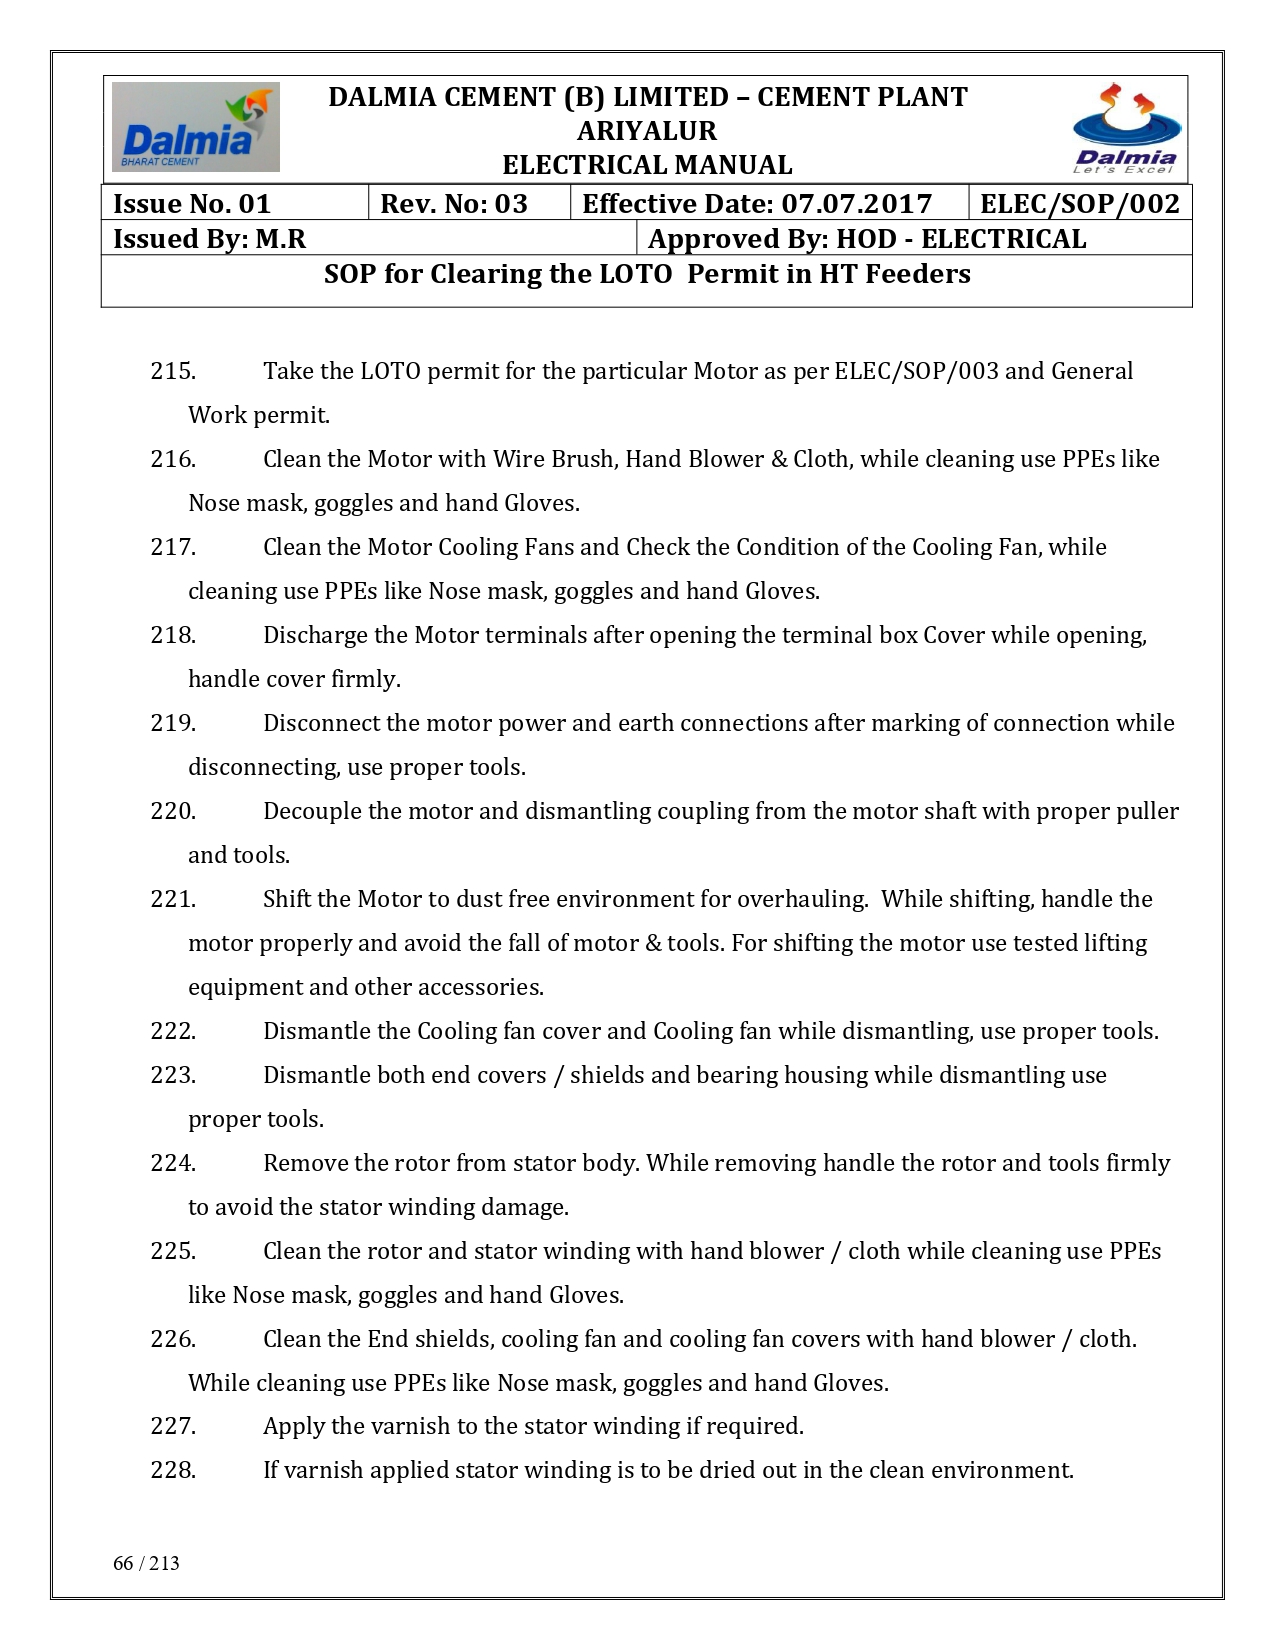 Dalmia
BHARAT CEMENT
DALMIA CEMENT (B) LIMITED – CEMENT PLANT
ARIYALUR
ELECTRICAL MANUAL
Dalmia
Let's Excel
Issue No. 01 Rev. No: 03 Effective Date: 07.07.2017 ELEC/SOP/002
Issued By: M.R Approved By: HOD - ELECTRICAL
SOP for Clearing the LOTO  Permit in HT Feeders
215. Take the LOTO permit for the particular Motor as per ELEC/SOP/003 and General
Work permit.
216. Clean the Motor with Wire Brush, Hand Blower & Cloth, while cleaning use PPEs like
Nose mask, goggles and hand Gloves.
217. Clean the Motor Cooling Fans and Check the Condition of the Cooling Fan, while
cleaning use PPEs like Nose mask, goggles and hand Gloves.
218. Discharge the Motor terminals after opening the terminal box Cover while opening,
handle cover firmly.
219. Disconnect the motor power and earth connections after marking of connection while
disconnecting, use proper tools.
220. Decouple the motor and dismantling coupling from the motor shaft with proper puller
and tools.
221. Shift the Motor to dust free environment for overhauling.  While shifting, handle the
motor properly and avoid the fall of motor & tools. For shifting the motor use tested lifting
equipment and other accessories.
222. Dismantle the Cooling fan cover and Cooling fan while dismantling, use proper tools.
223. Dismantle both end covers / shields and bearing housing while dismantling use
proper tools.
224. Remove the rotor from stator body. While removing handle the rotor and tools firmly
to avoid the stator winding damage.
225. Clean the rotor and stator winding with hand blower / cloth while cleaning use PPEs
like Nose mask, goggles and hand Gloves.
226. Clean the End shields, cooling fan and cooling fan covers with hand blower / cloth.
While cleaning use PPEs like Nose mask, goggles and hand Gloves.
227. Apply the varnish to the stator winding if required.
228. If varnish applied stator winding is to be dried out in the clean environment.
66 / 213